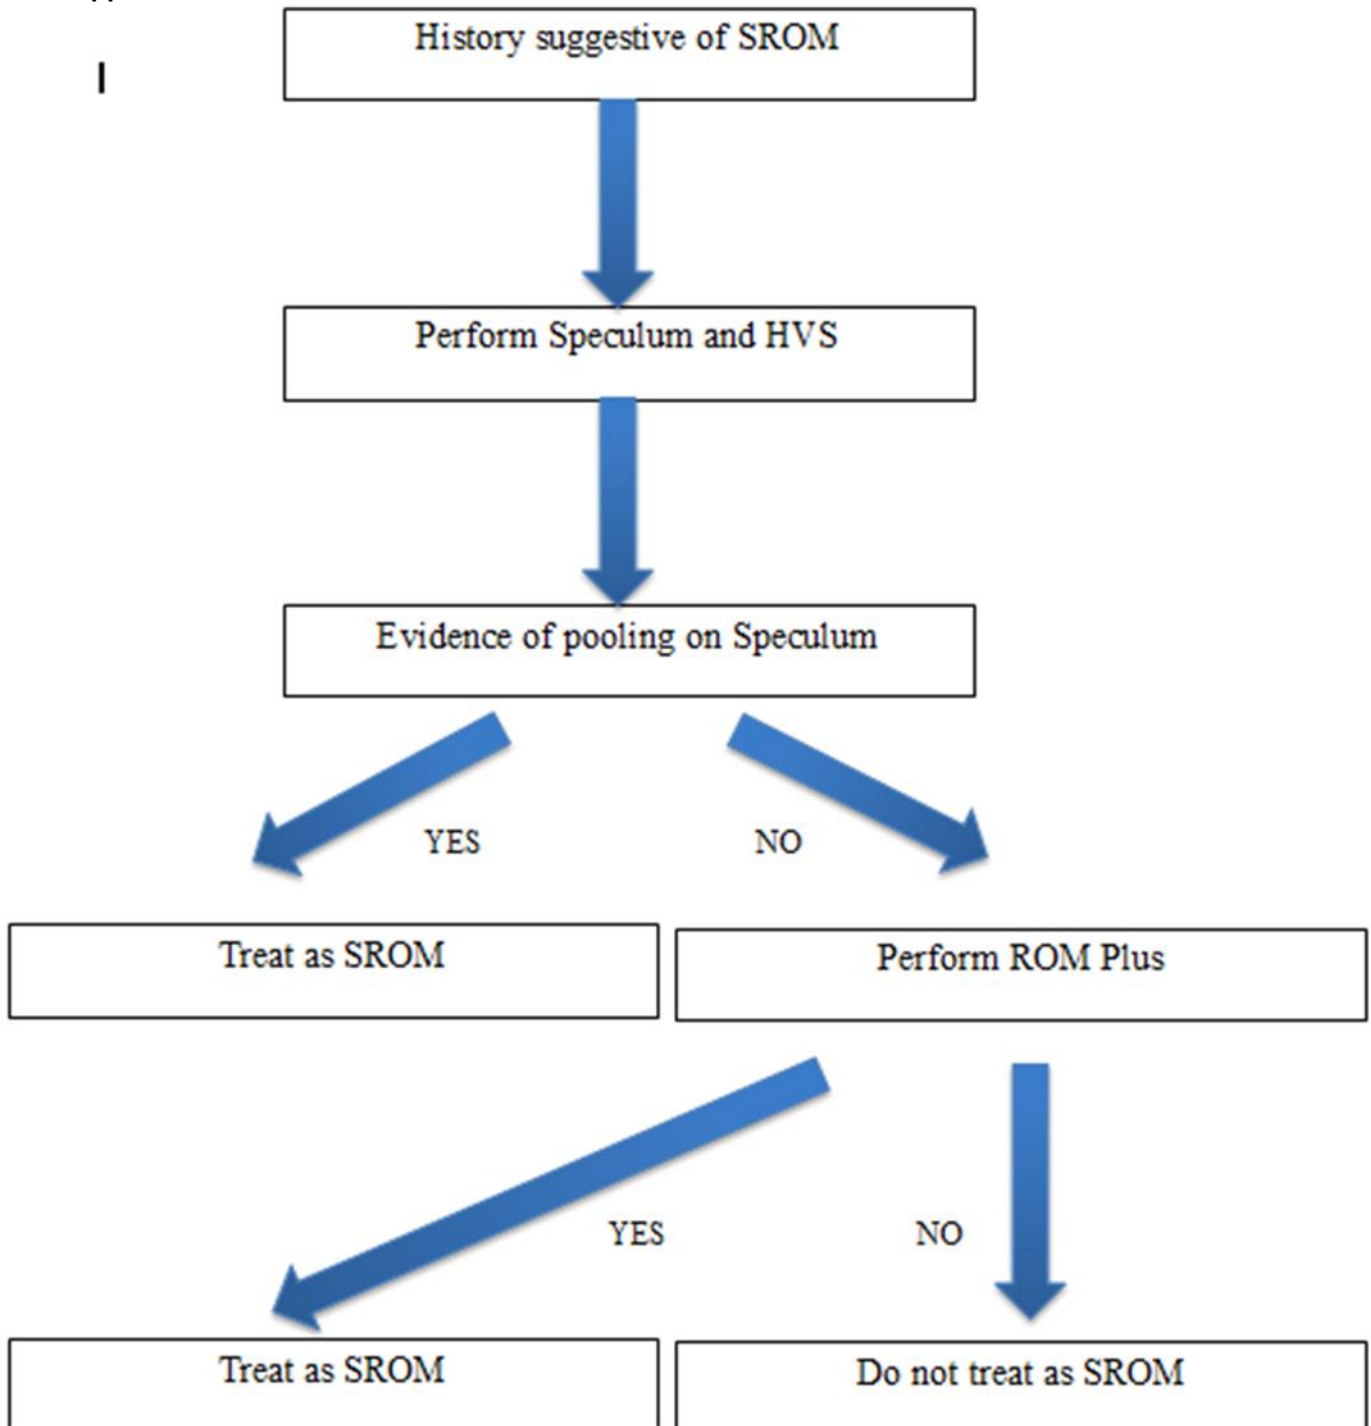 History suggestive of SROM
Perform Speculum and HVS
Evidence of pooling on Speculum
YES
NO
Treat as SROM
Perform ROM Plus
YES
NO
Treat as SROM
Do not treat as SROM